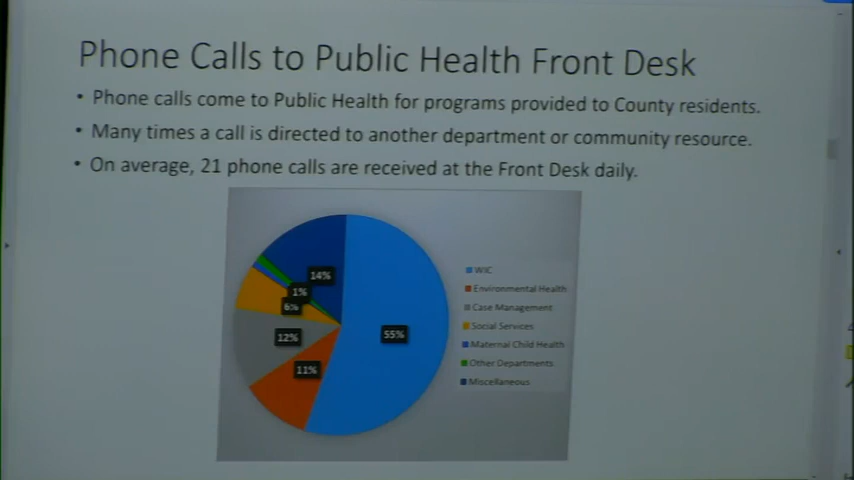 Phone Calls to Public Health Front Desk
• Phone calls come to Public Health for programs provided to County residents.
• Many times a call is directed to another department or community resource.
• On average, 21 phone calls are received at the Front Desk daily.
14%
1%
6%
12%
55%
11%
WIC
Environmental Health
Case Management
Social Services
Maternal Child Health
Other Departments
Miscellaneous